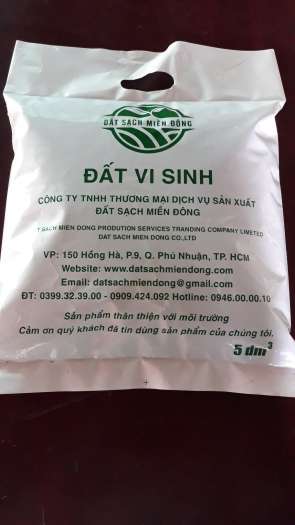 ĐẤT SẠCH MIỀN ĐÔNG
ĐẤT VI SINH
CÔNG TY TNHH THƯƠNG MẠI DỊCH VỤ SẢN XUẤT
ĐẤT SẠCH MIỀN ĐÔNG
T SACH MIEN DONG PRODUTION SERVICES TRANDING COMPANY LIMETED
DAT SACH MIEN DONG CO.,LTD
VP: 150 Hồng Hà, P.9, Q. Phú Nhuận, TP. HCM
Website: www.datsachmiendong.com
Email: datsachmiendong@gmail.com
ĐT: 0399.32.39.00 - 0909.424.092 Hotline: 0946.00.00.10
Sản phẩm thân thiện với môi trường
Cảm ơn quý khách đã tin dùng sản phẩm của chúng tôi.
5 dm³